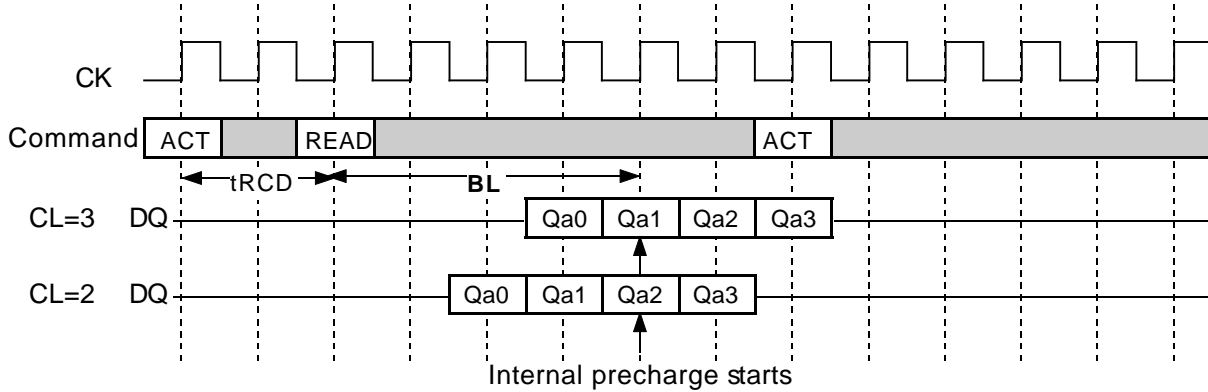 CK
Command ACT READ ACT
tRCD BL
CL=3 DQ Qa0 Qa1 Qa2 Qa3
CL=2 DQ Qa0 Qa1 Qa2 Qa3
Internal precharge starts